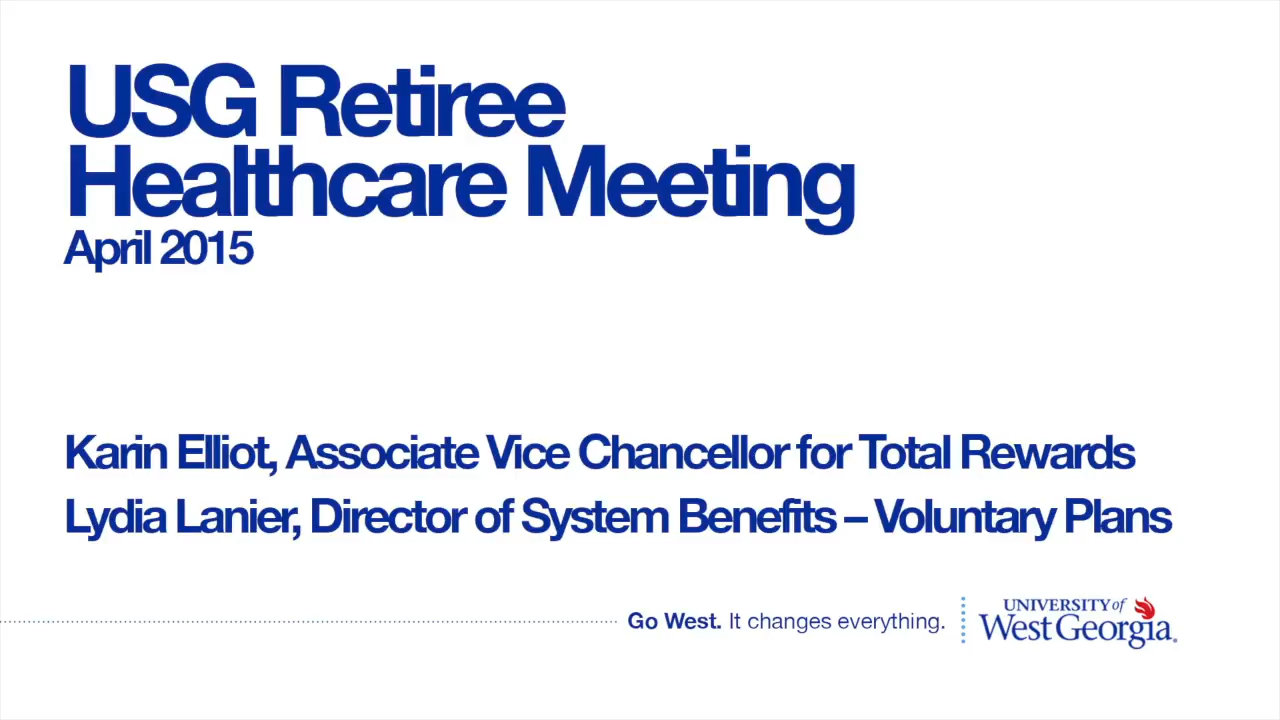 USG Retiree
Healthcare Meeting
April 2015
Karin Elliot, Associate Vice Chancellor for Total Rewards
Lydia Lanier, Director of System Benefits – Voluntary Plans
Go West. It changes everything.
UNIVERSITY of
West Georgia